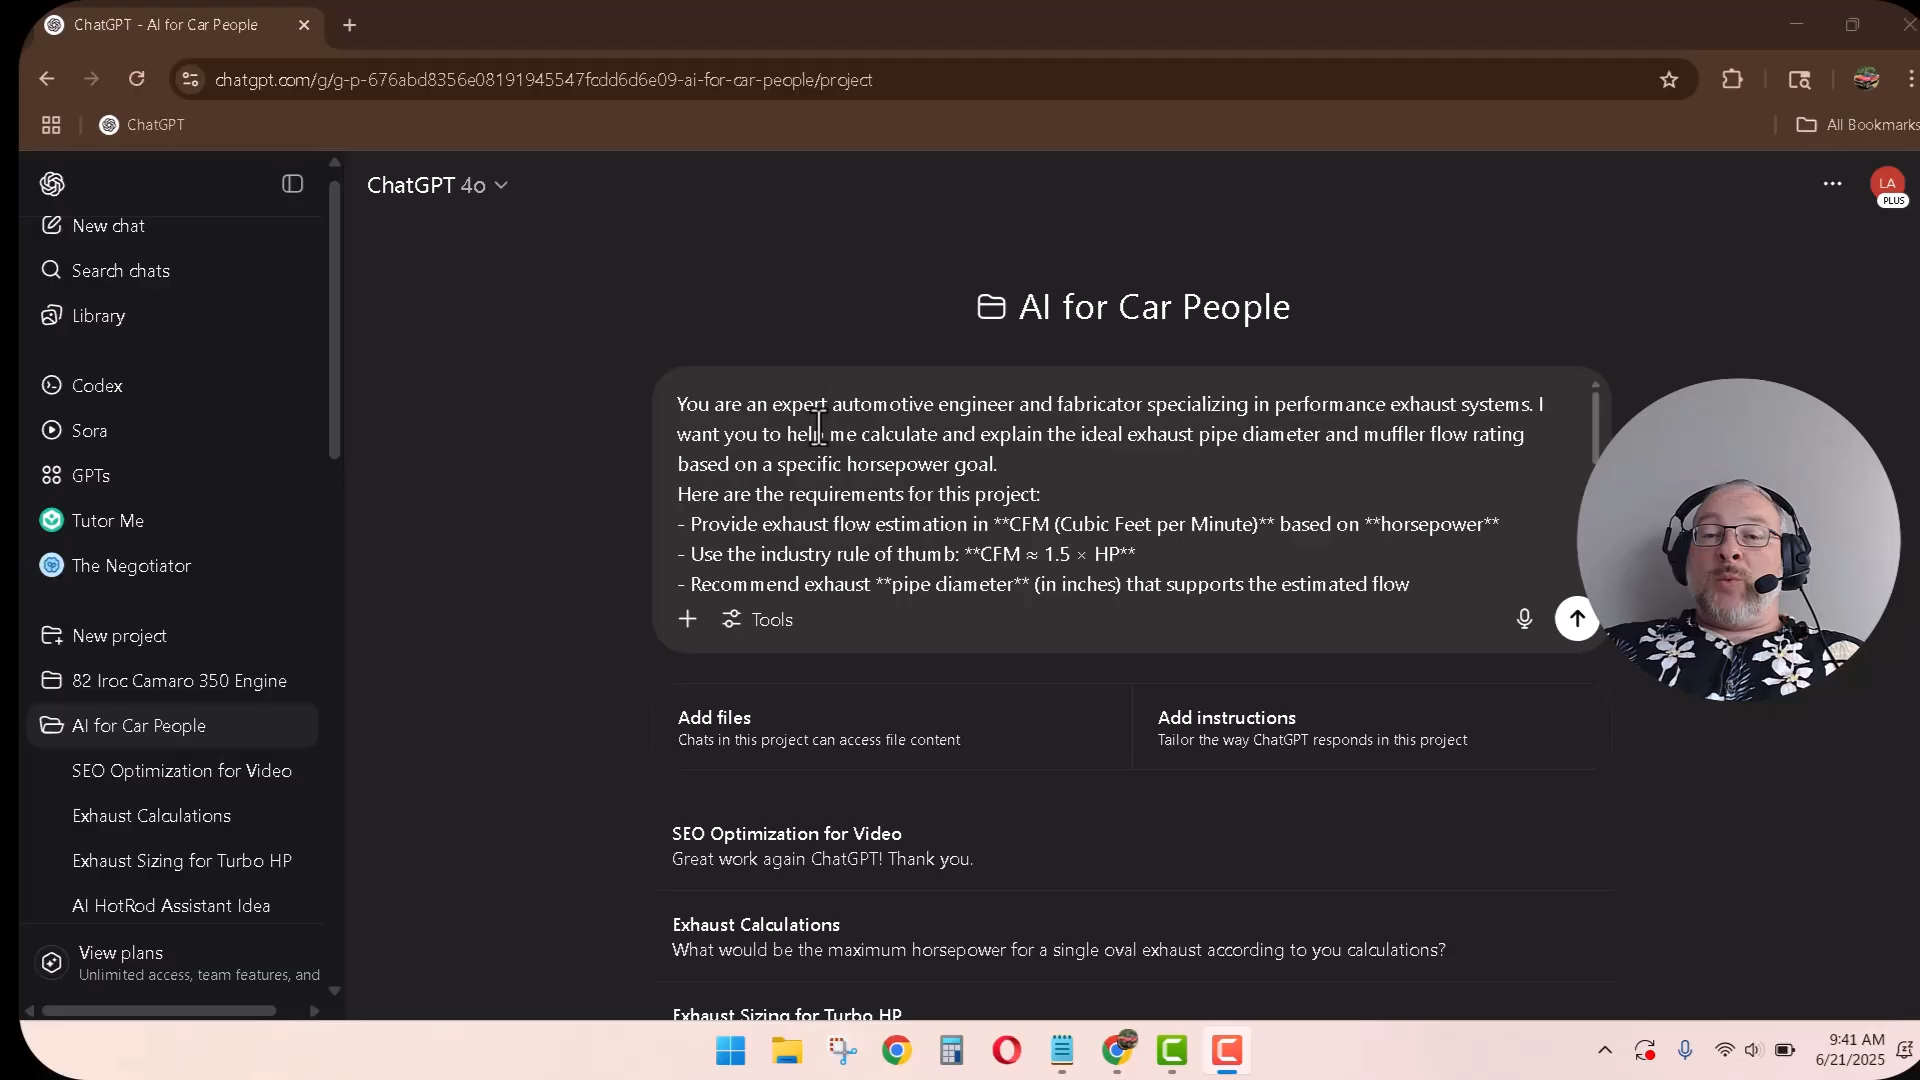 ChatGPT - AI for Car People
chatgpt.com/g/g-p-676abd8356e08191945547fcdd6d6e09-ai-for-car-people/project
ChatGPT
All Bookmarks
ChatGPT 4o
LA
PLUS
New chat
Search chats
Library
Codex
Sora
GPTs
Tutor Me
The Negotiator
New project
82 Iroc Camaro 350 Engine
AI for Car People
SEO Optimization for Video
Exhaust Calculations
Exhaust Sizing for Turbo HP
AI HotRod Assistant Idea
View plans
Unlimited access, team features, and
AI for Car People
You are an expert automotive engineer and fabricator specializing in performance exhaust systems. I
want you to help me calculate and explain the ideal exhaust pipe diameter and muffler flow rating
based on a specific horsepower goal.
Here are the requirements for this project:
- Provide exhaust flow estimation in **CFM (Cubic Feet per Minute)** based on **horsepower**
- Use the industry rule of thumb: **CFM ≈ 1.5 × HP**
- Recommend exhaust **pipe diameter** (in inches) that supports the estimated flow
Tools
Add files
Chats in this project can access file content
Add instructions
Tailor the way ChatGPT responds in this project
SEO Optimization for Video
Great work again ChatGPT! Thank you.
Exhaust Calculations
What would be the maximum horsepower for a single oval exhaust according to you calculations?
Exhaust Sizing for Turbo HP
9:41 AM
6/21/2025